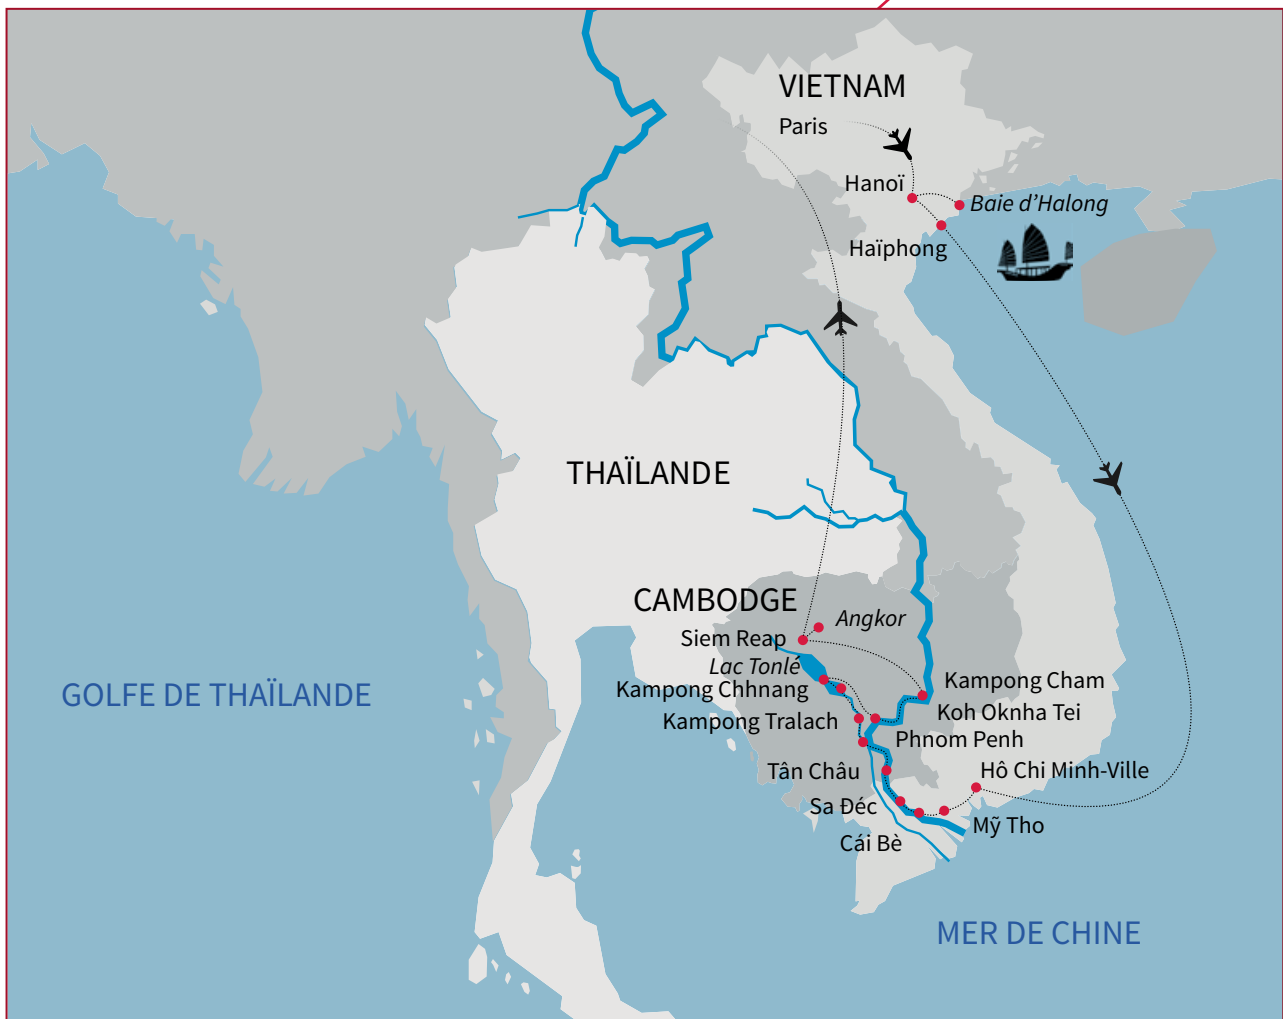 VIETNAM
Paris
Hanoï
Baie d'Halong
Haïphong
THAÏLANDE
CAMBODGE
Angkor
Siem Reap
Lac Tonlé
Kampong Chhnang
Kampong Cham
GOLFE DE THAÏLANDE
Koh Oknha Tei
Kampong Tralach
Phnom Penh
Tân Châu
Hô Chi Minh-Ville
Sa Đéc
Mỹ Tho
Cái Bè
MER DE CHINE